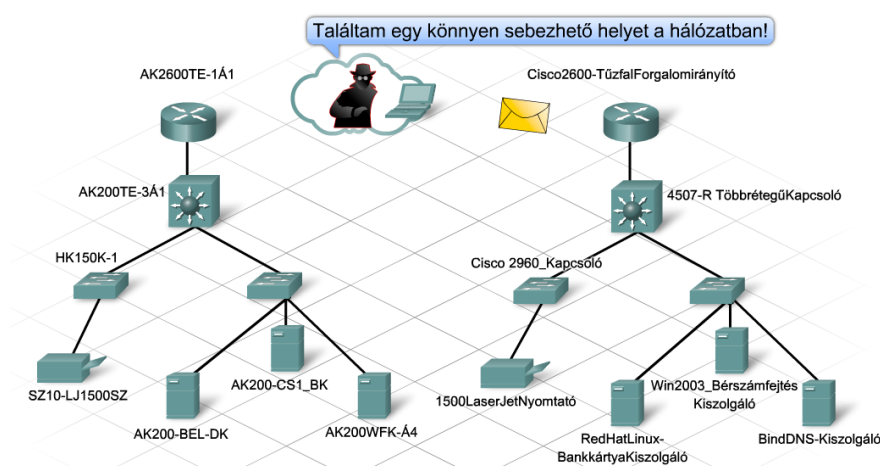 Találtam egy könnyen sebezhető helyet a hálózatban!
AK2600TE-1Á1
Cisco2600-TűzfalForgalomirányító
AK200TE-3Á1
4507-R TöbbrétegűKapcsoló
HK150K-1
Cisco 2960_Kapcsoló
SZ10-LJ1500SZ
AK200-CS1_BK
AK200-BEL-DK
AK200WFK-Á4
1500LaserJetNyomtató
Win2003_Bérszámfejtés
Kiszolgáló
RedHatLinux-
BankkártyaKiszolgáló
BindDNS-Kiszolgáló